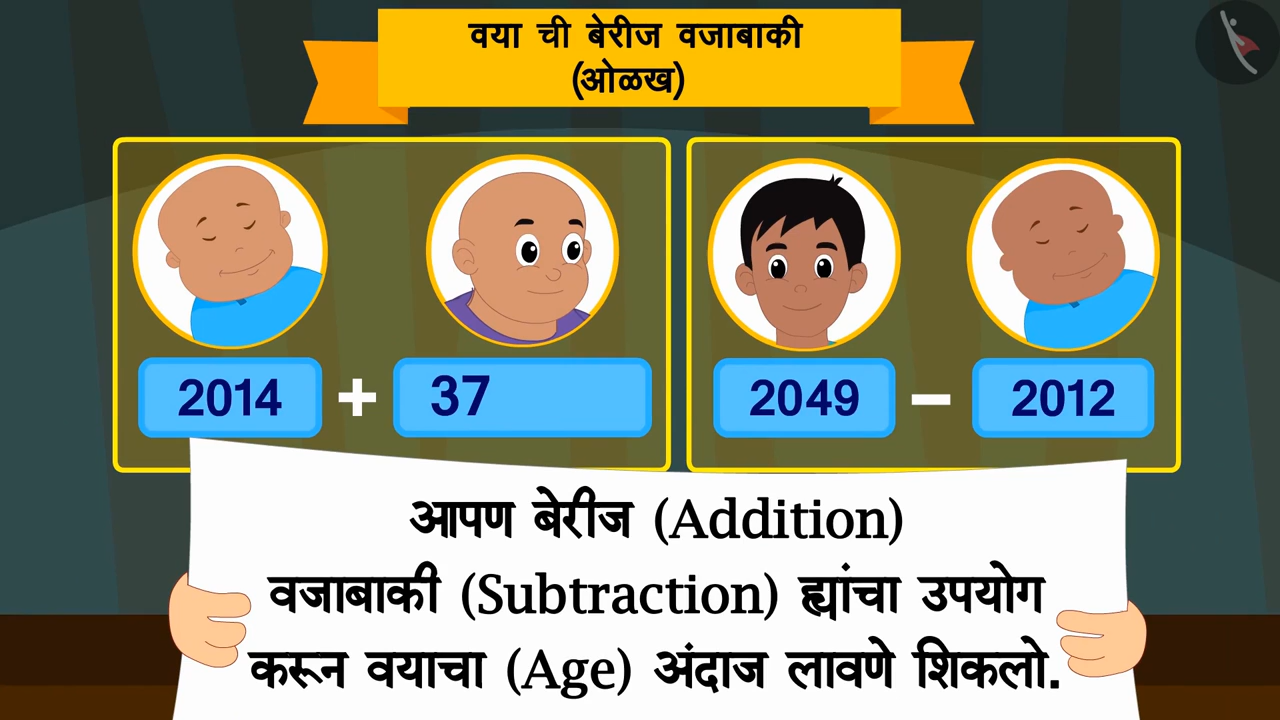 वया ची बेरीज वजाबाकी
(ओळख)
2014 + 37
2049 – 2012
आपण बेरीज (Addition)
वजाबाकी (Subtraction) ह्यांचा उपयोग
करून वयाचा (Age) अंदाज लावणे शिकलो.